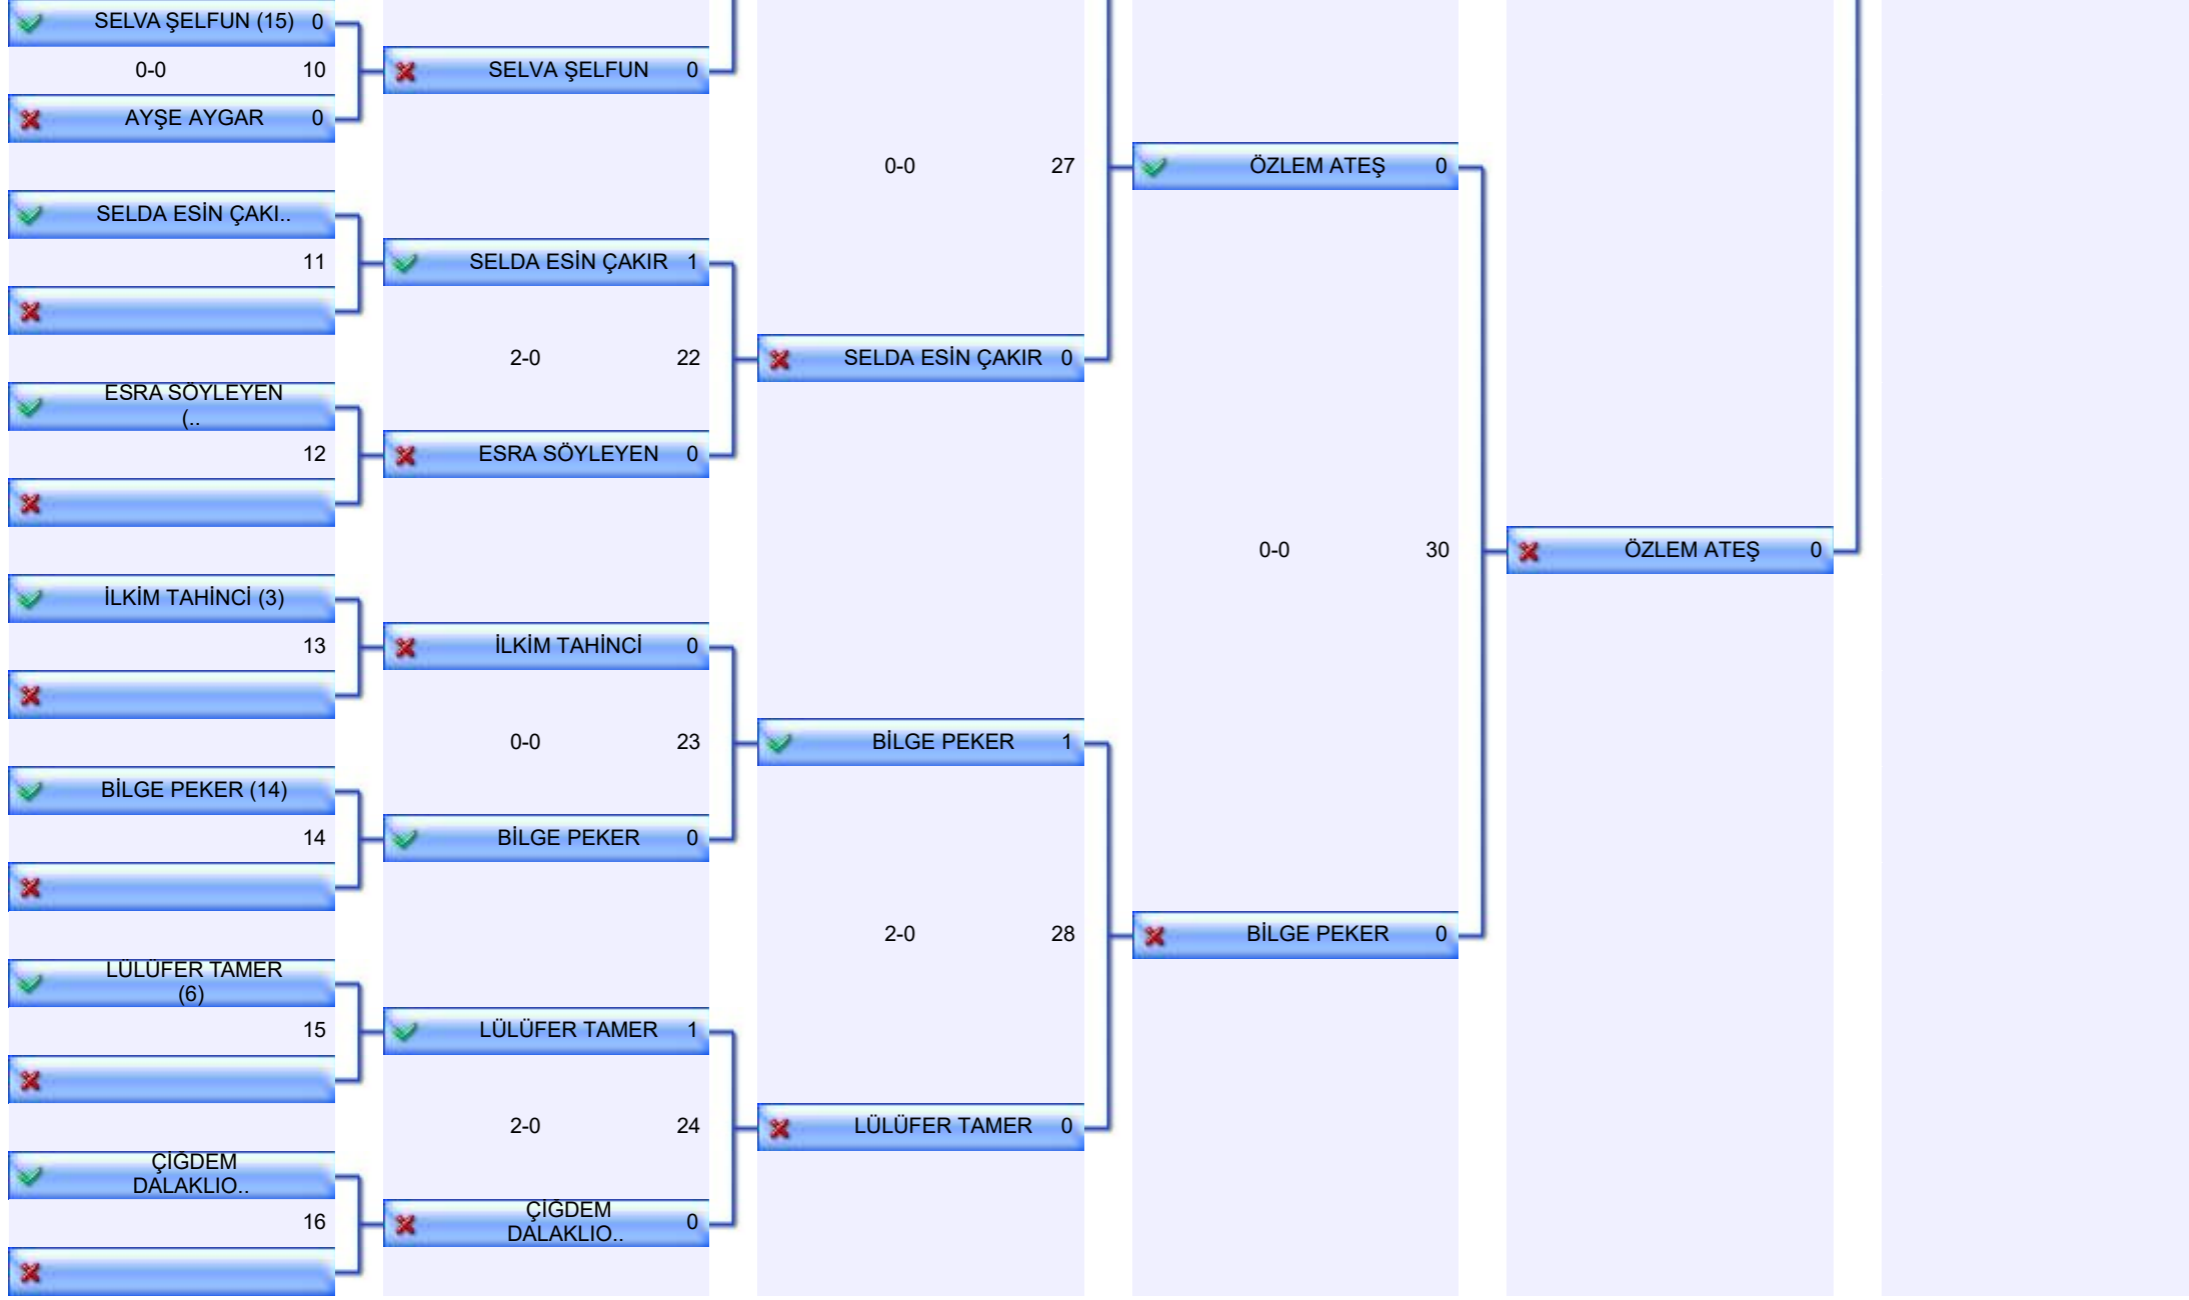 SELVA ŞELFUN (15) 0
0-0 10
SELVA ŞELFUN 0
AYŞE AYGAR 0
0-0 27
ÖZLEM ATEŞ 0
SELDA ESİN ÇAKI..
11
SELDA ESİN ÇAKIR 1
2-0 22
SELDA ESİN ÇAKIR 0
ESRA SÖYLEYEN
(..
12
ESRA SÖYLEYEN 0
0-0 30
ÖZLEM ATEŞ 0
İLKİM TAHİNCİ (3)
13
İLKİM TAHİNCİ 0
0-0 23
BİLGE PEKER 1
BİLGE PEKER (14)
14
BİLGE PEKER 0
2-0 28
BİLGE PEKER 0
LÜLÜFER TAMER
(6)
15
LÜLÜFER TAMER 1
2-0 24
LÜLÜFER TAMER 0
ÇİĞDEM
DALAKLIO..
16
ÇİĞDEM
DALAKLIO.. 0